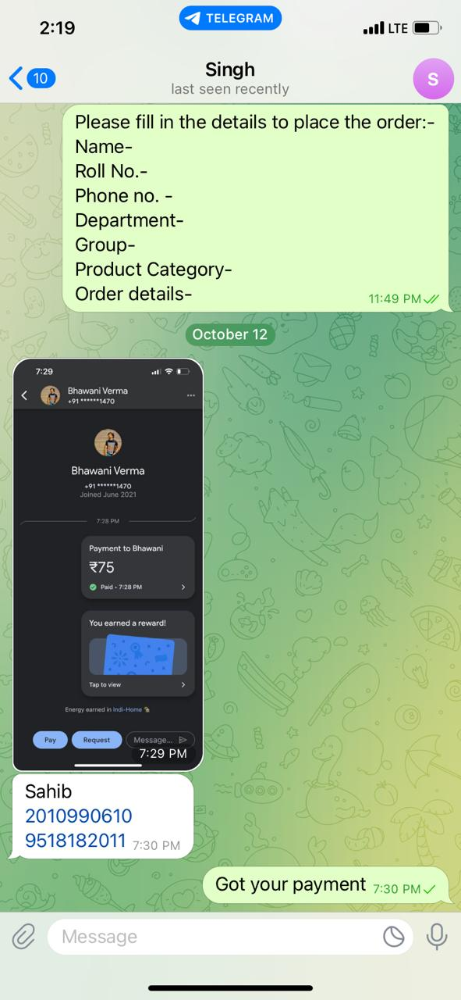 2:19
TELEGRAM
LTE
10
Singh
last seen recently
S
Please fill in the details to place the order:-
Name-
Roll No.-
Phone no. -
Department-
Group-
Product Category-
Order details-
11:49 PM
October 12
7:29
Bhawani Verma
+91 ******1470
Bhawani Verma
+91 ******1470
Joined June 2021
7:28 PM
Payment to Bhawani
₹75
Paid • 7:28 PM
You earned a reward!
Tap to view
Energy earned in Indi-Home
Pay
Request
Message...
7:29 PM
Sahib
2010990610
9518182011 7:30 PM
Got your payment 7:30 PM
Message